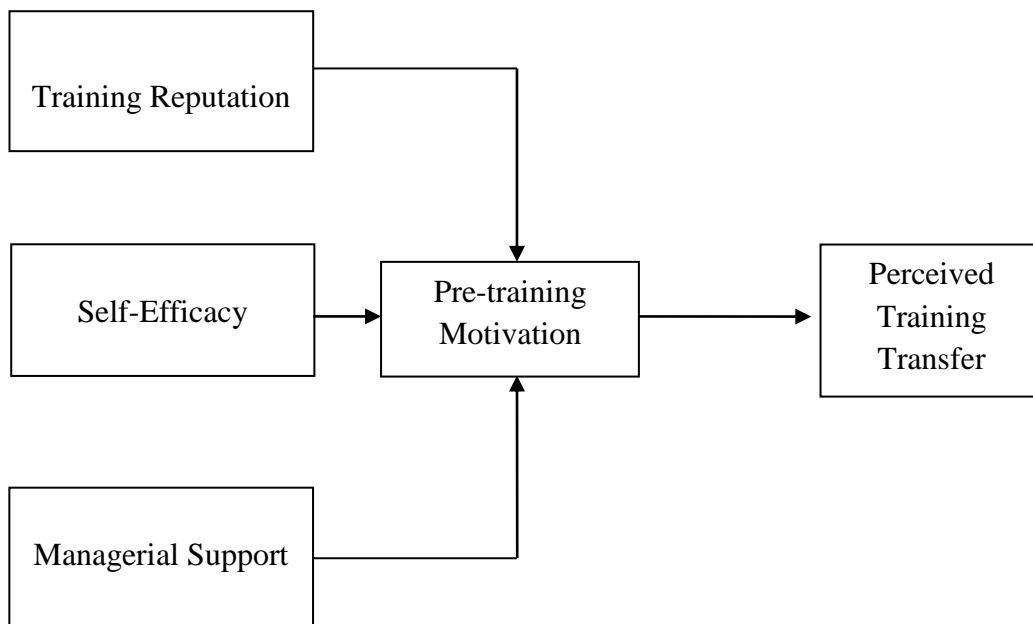 Training Reputation
Self-Efficacy
Pre-training
Motivation
Perceived
Training
Transfer
Managerial Support